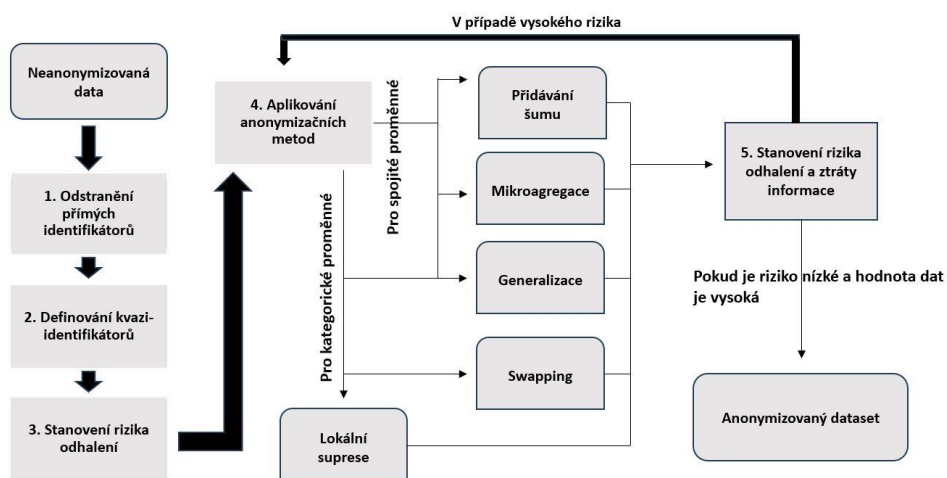 V případě vysokého rizika
Neanonymizovaná
data
1. Odstranění
přímých
identifikátorů
2. Definování kvazi-
identifikátorů
3. Stanovení rizika
odhalení
4. Aplikování
anonymizačních
metod
Pro spojité proměnné
Pro kategorické proměnné
Přidávání
šumu
Mikroagregace
Generalizace
Swapping
Lokální
suprese
5. Stanovení rizika
odhalení a ztráty
informace
Pokud je riziko nízké a hodnota dat
je vysoká
Anonymizovaný dataset